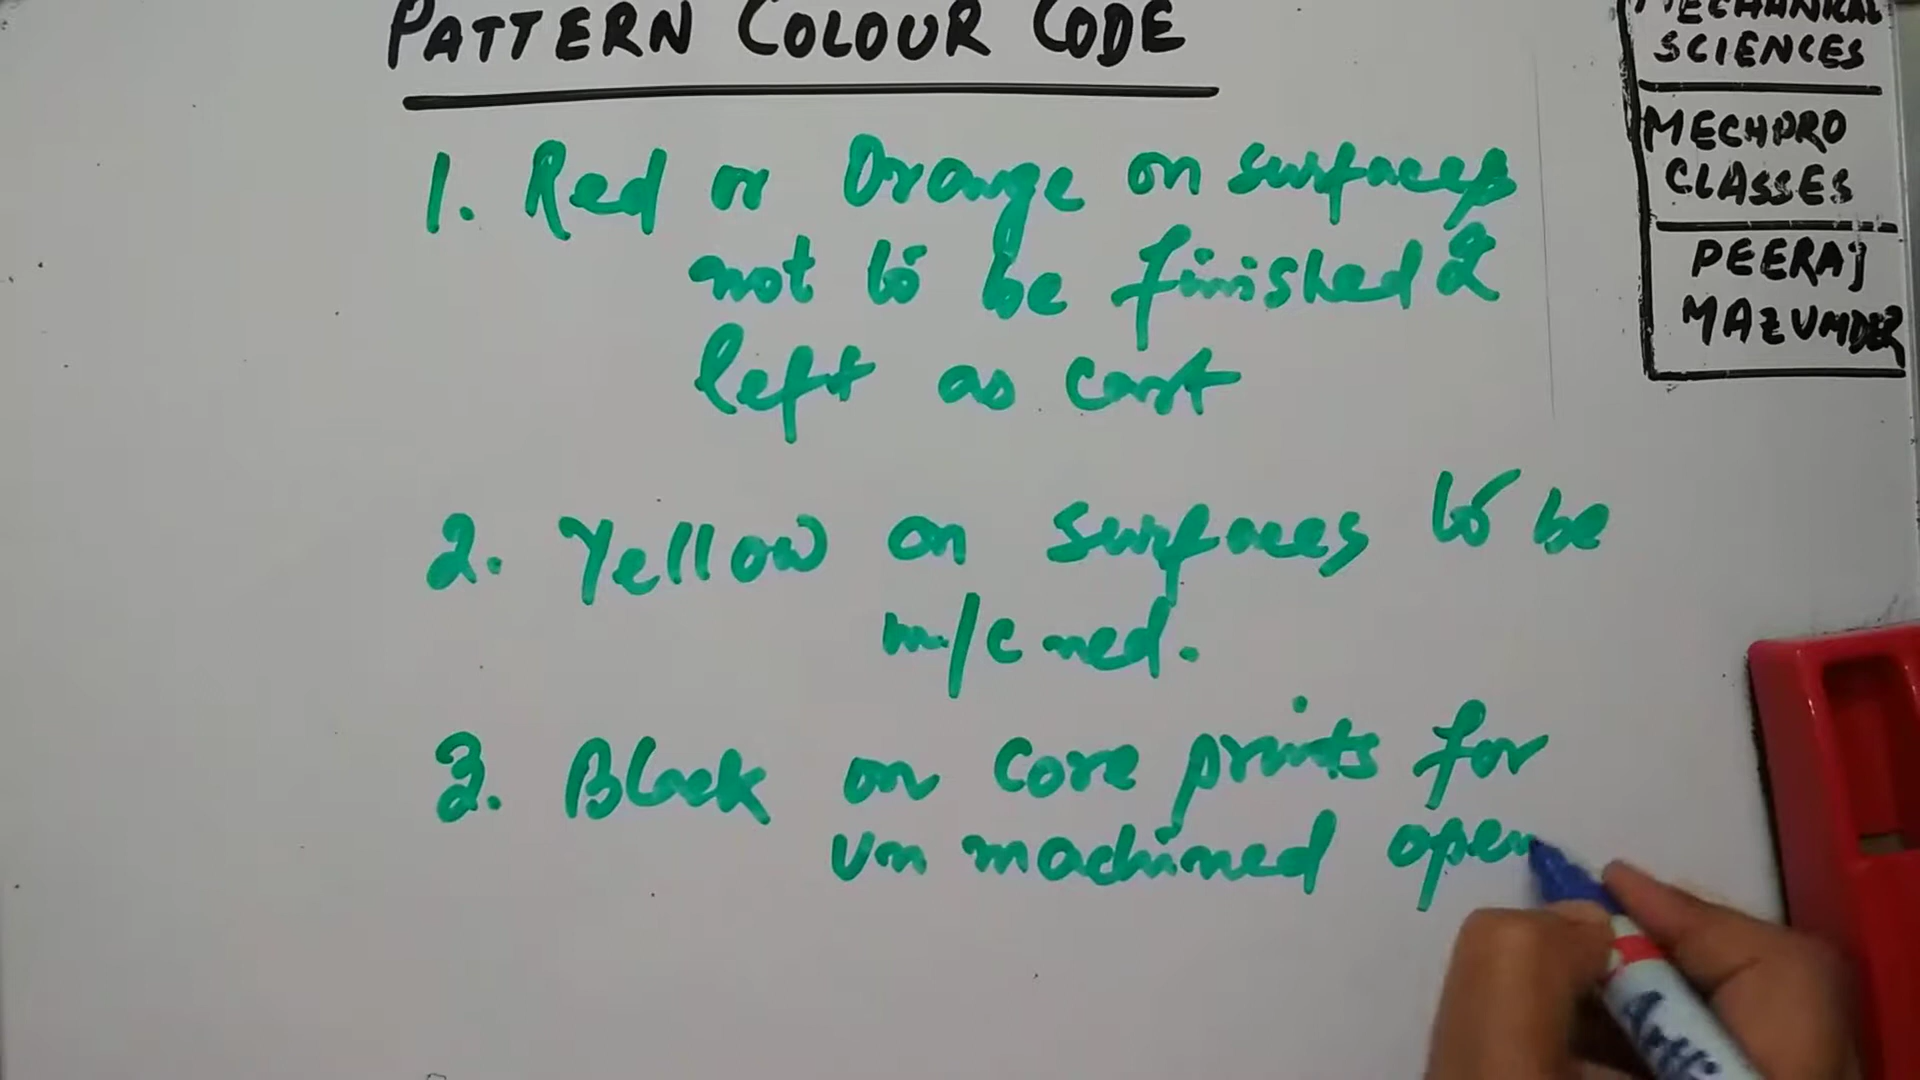 PATTERN COLOUR CODE
1. Red or Orange on surfaces
not to be finished &
left as cast
2. Yellow on surfaces to be
m/c ned.
3. Black on core prints for
un machined open
MECHANICAL
SCIENCES
MECHPRO
CLASSES
PEERAJ
MAZUMDER